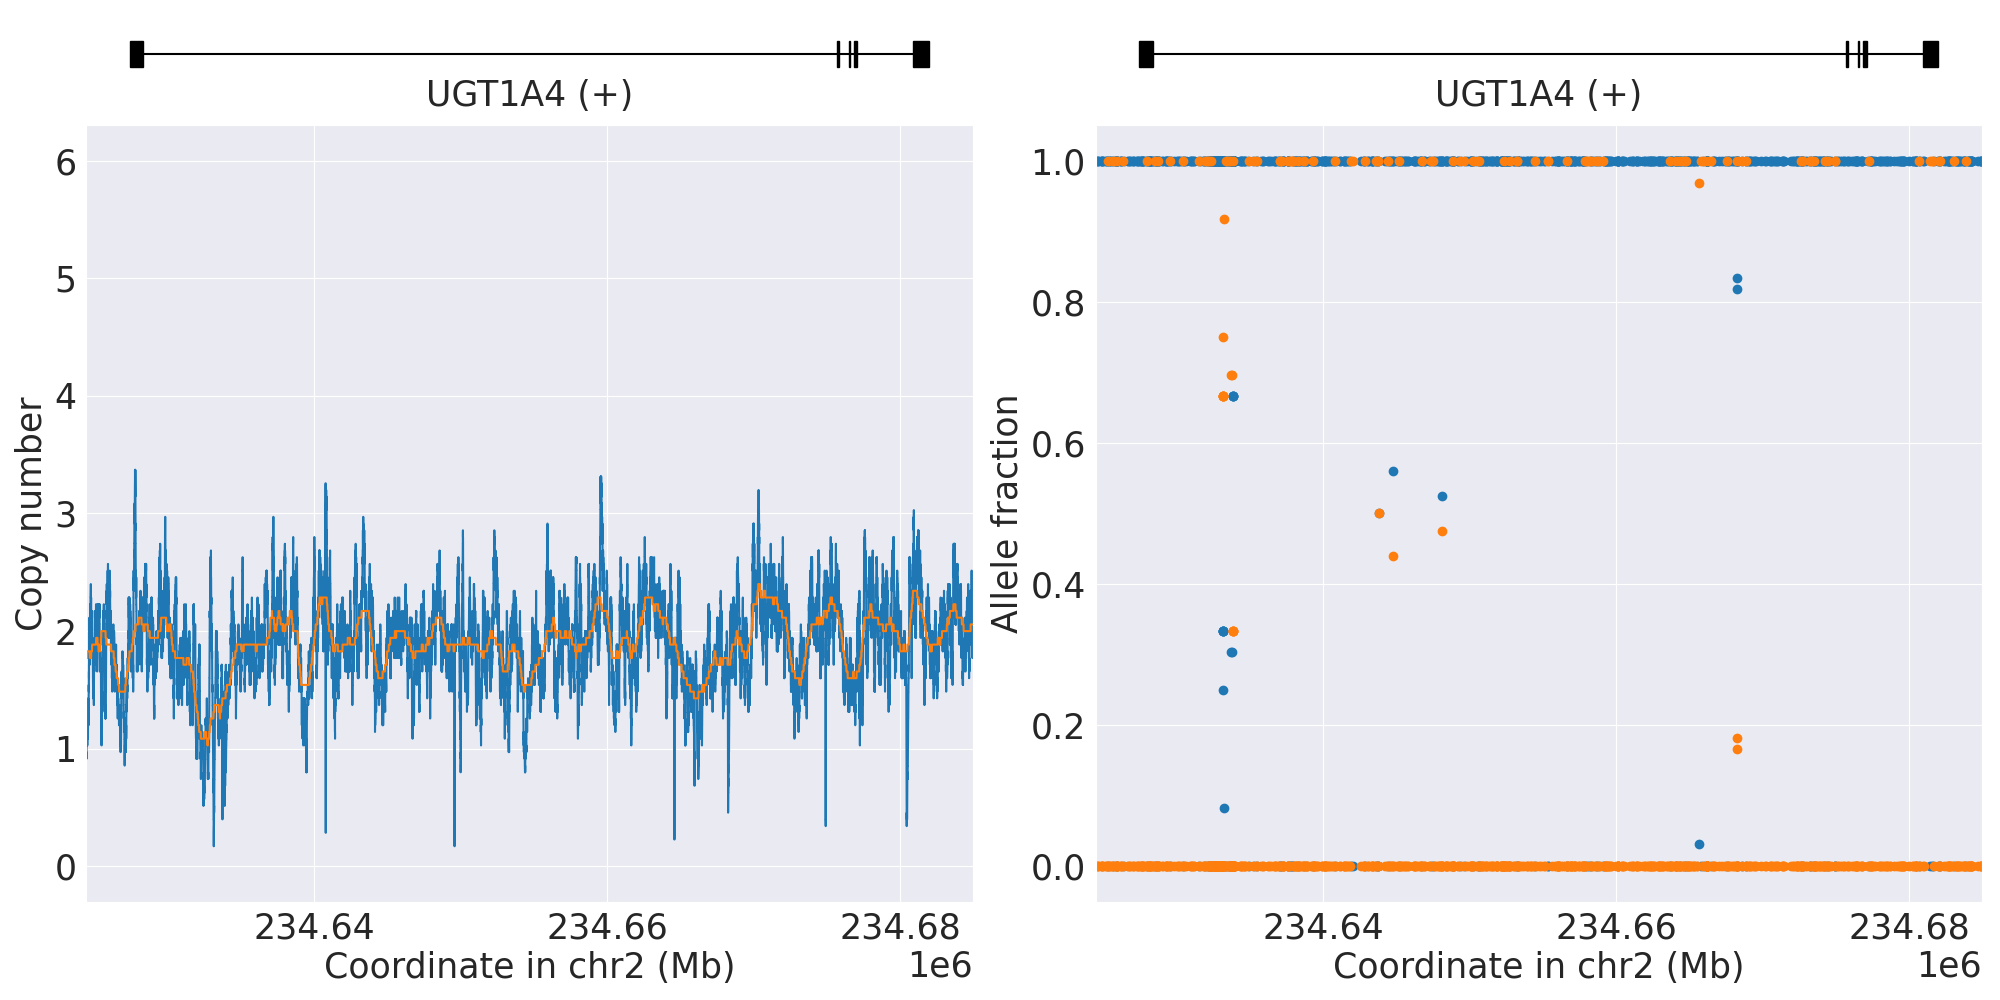 UGT1A4 (+)
6
5
4
3
2
1
0
Copy number
234.64 234.66 234.68
Coordinate in chr2 (Mb)
1e6
UGT1A4 (+)
1.0
0.8
0.6
0.4
0.2
0.0
Allele fraction
234.64 234.66 234.68
Coordinate in chr2 (Mb)
1e6